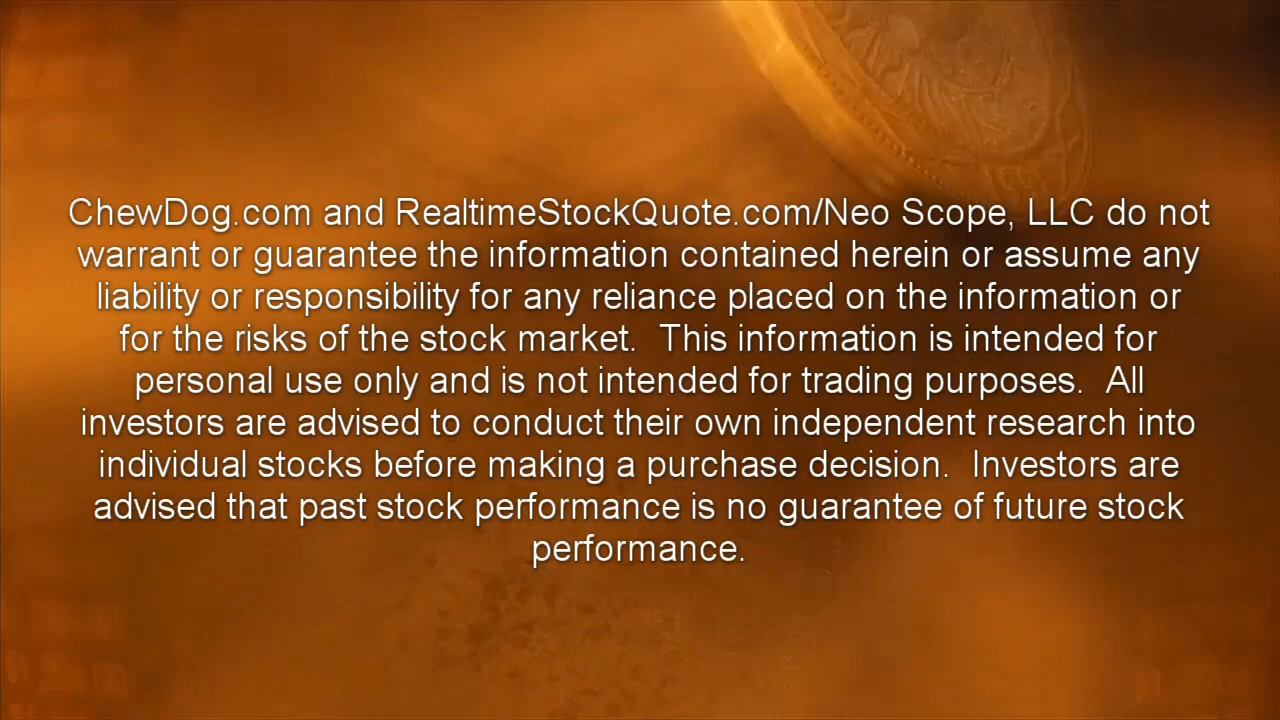 ChewDog.com and RealtimeStockQuote.com/Neo Scope, LLC do not
warrant or guarantee the information contained herein or assume any
liability or responsibility for any reliance placed on the information or
for the risks of the stock market.  This information is intended for
personal use only and is not intended for trading purposes.  All
investors are advised to conduct their own independent research into
individual stocks before making a purchase decision.  Investors are
advised that past stock performance is no guarantee of future stock
performance.